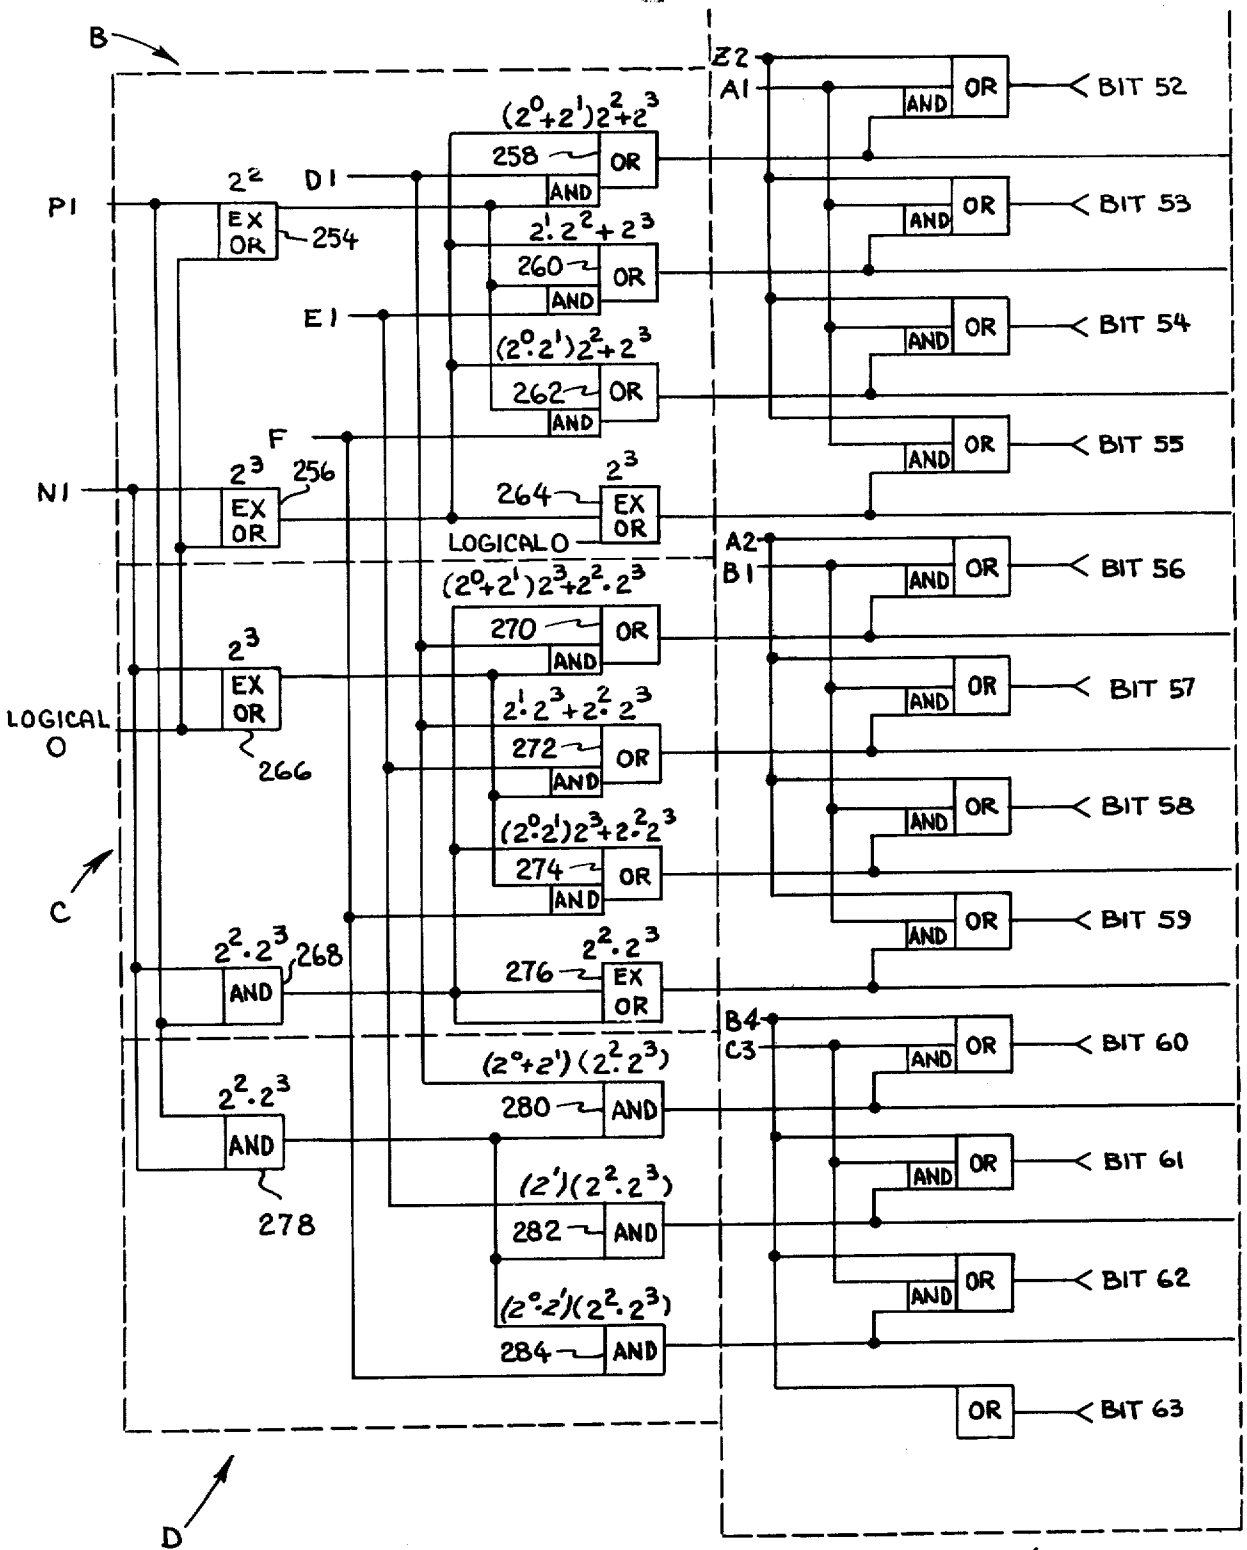 B
Z2
A1
OR
AND
BIT 52
(2⁰+2¹)2²+2³
258
OR
AND
D1
P1
2²
EX OR
254
AND
OR
BIT 53
2¹·2²+2³
260
OR
AND
E1
AND
OR
BIT 54
(2⁰·2¹)2²+2³
262
OR
AND
F
OR
AND
BIT 55
N1
2³
256
EX OR
264
2³
EX OR
LOGICAL 0
A2
B1
OR
AND
BIT 56
(2⁰+2¹)2³+2²·2³
270
OR
AND
2³
EX OR
266
LOGICAL 0
OR
AND
BIT 57
2¹·2³+2²·2³
272
OR
AND
OR
AND
BIT 58
(2⁰·2¹)2³+2·²2³
274
OR
AND
C
OR
AND
BIT 59
2²·2³
268
AND
2²·2³
276
EX OR
B4
C3
OR
AND
BIT 60
(2⁰+2¹)(2²·2³)
280
AND
2²·2³
AND
278
OR
AND
BIT 61
(2¹)(2²·2³)
282
AND
OR
AND
BIT 62
(2⁰·2¹)(2²·2³)
284
AND
OR
BIT 63
D